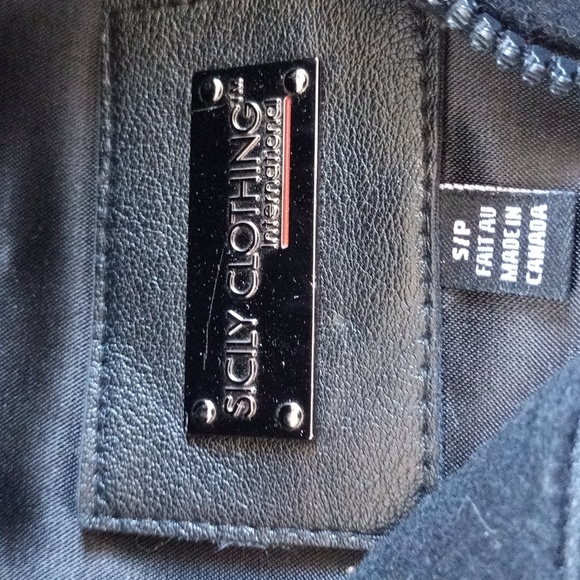 SICILY CLOTHING™
International
S/P
FAIT AU
MADE IN
CANADA